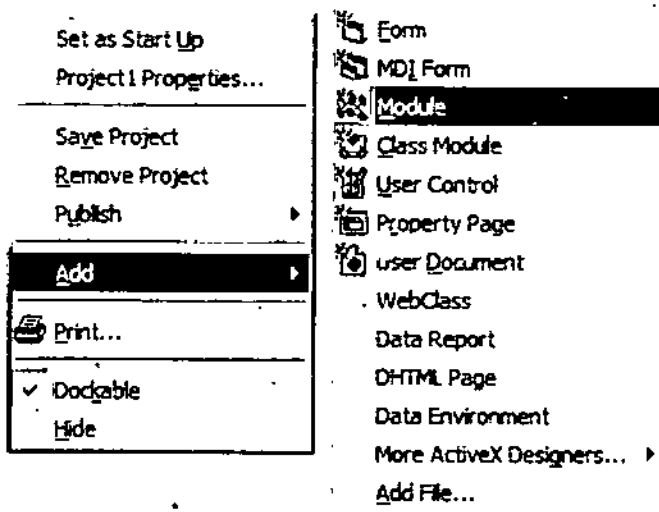 Set as Start Up
Project1 Properties...
Save Project
Remove Project
Publish
Add
Print...
Dockable
Hide
Form
MDI Form
Module
Class Module
User Control
Property Page
user Document
WebClass
Data Report
DHTML Page
Data Environment
More ActiveX Designers...
Add File...